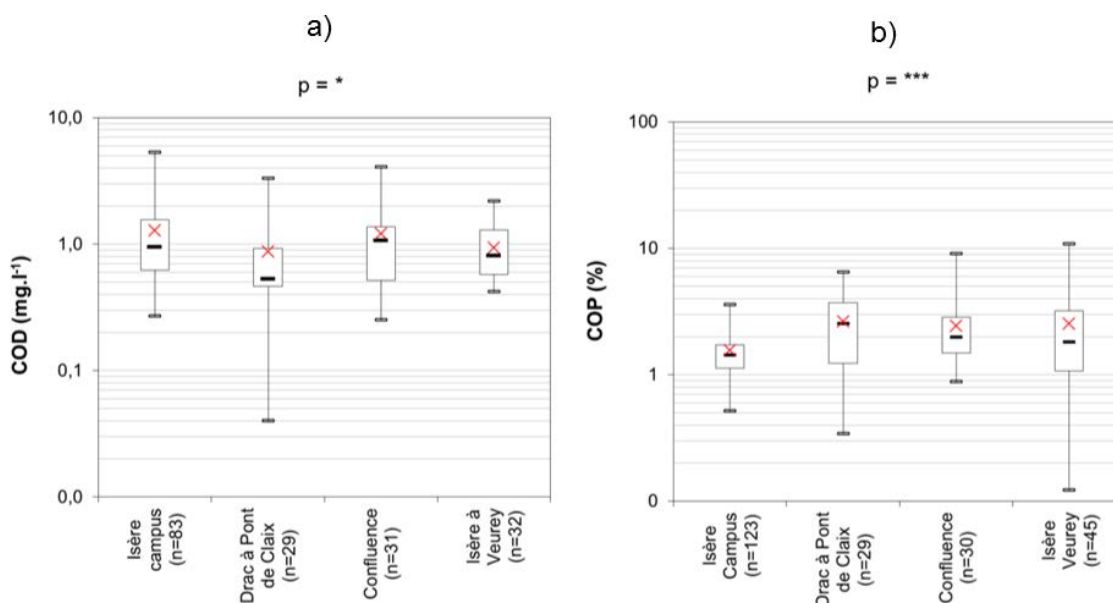 a)
p = *
COD (mg.l⁻¹)
10,0
1,0
0,1
0,0
Isère
campus
(n=83)
Drac à Pont
de Claix
(n=29)
Confluence
(n=31)
Isère à
Veurey
(n=32)
b)
p = ***
COP (%)
100
10
1
0
Isère
Campus
(n=123)
Drac à Pont
de Claix
(n=29)
Confluence
(n=30)
Isère
Veurey
(n=45)